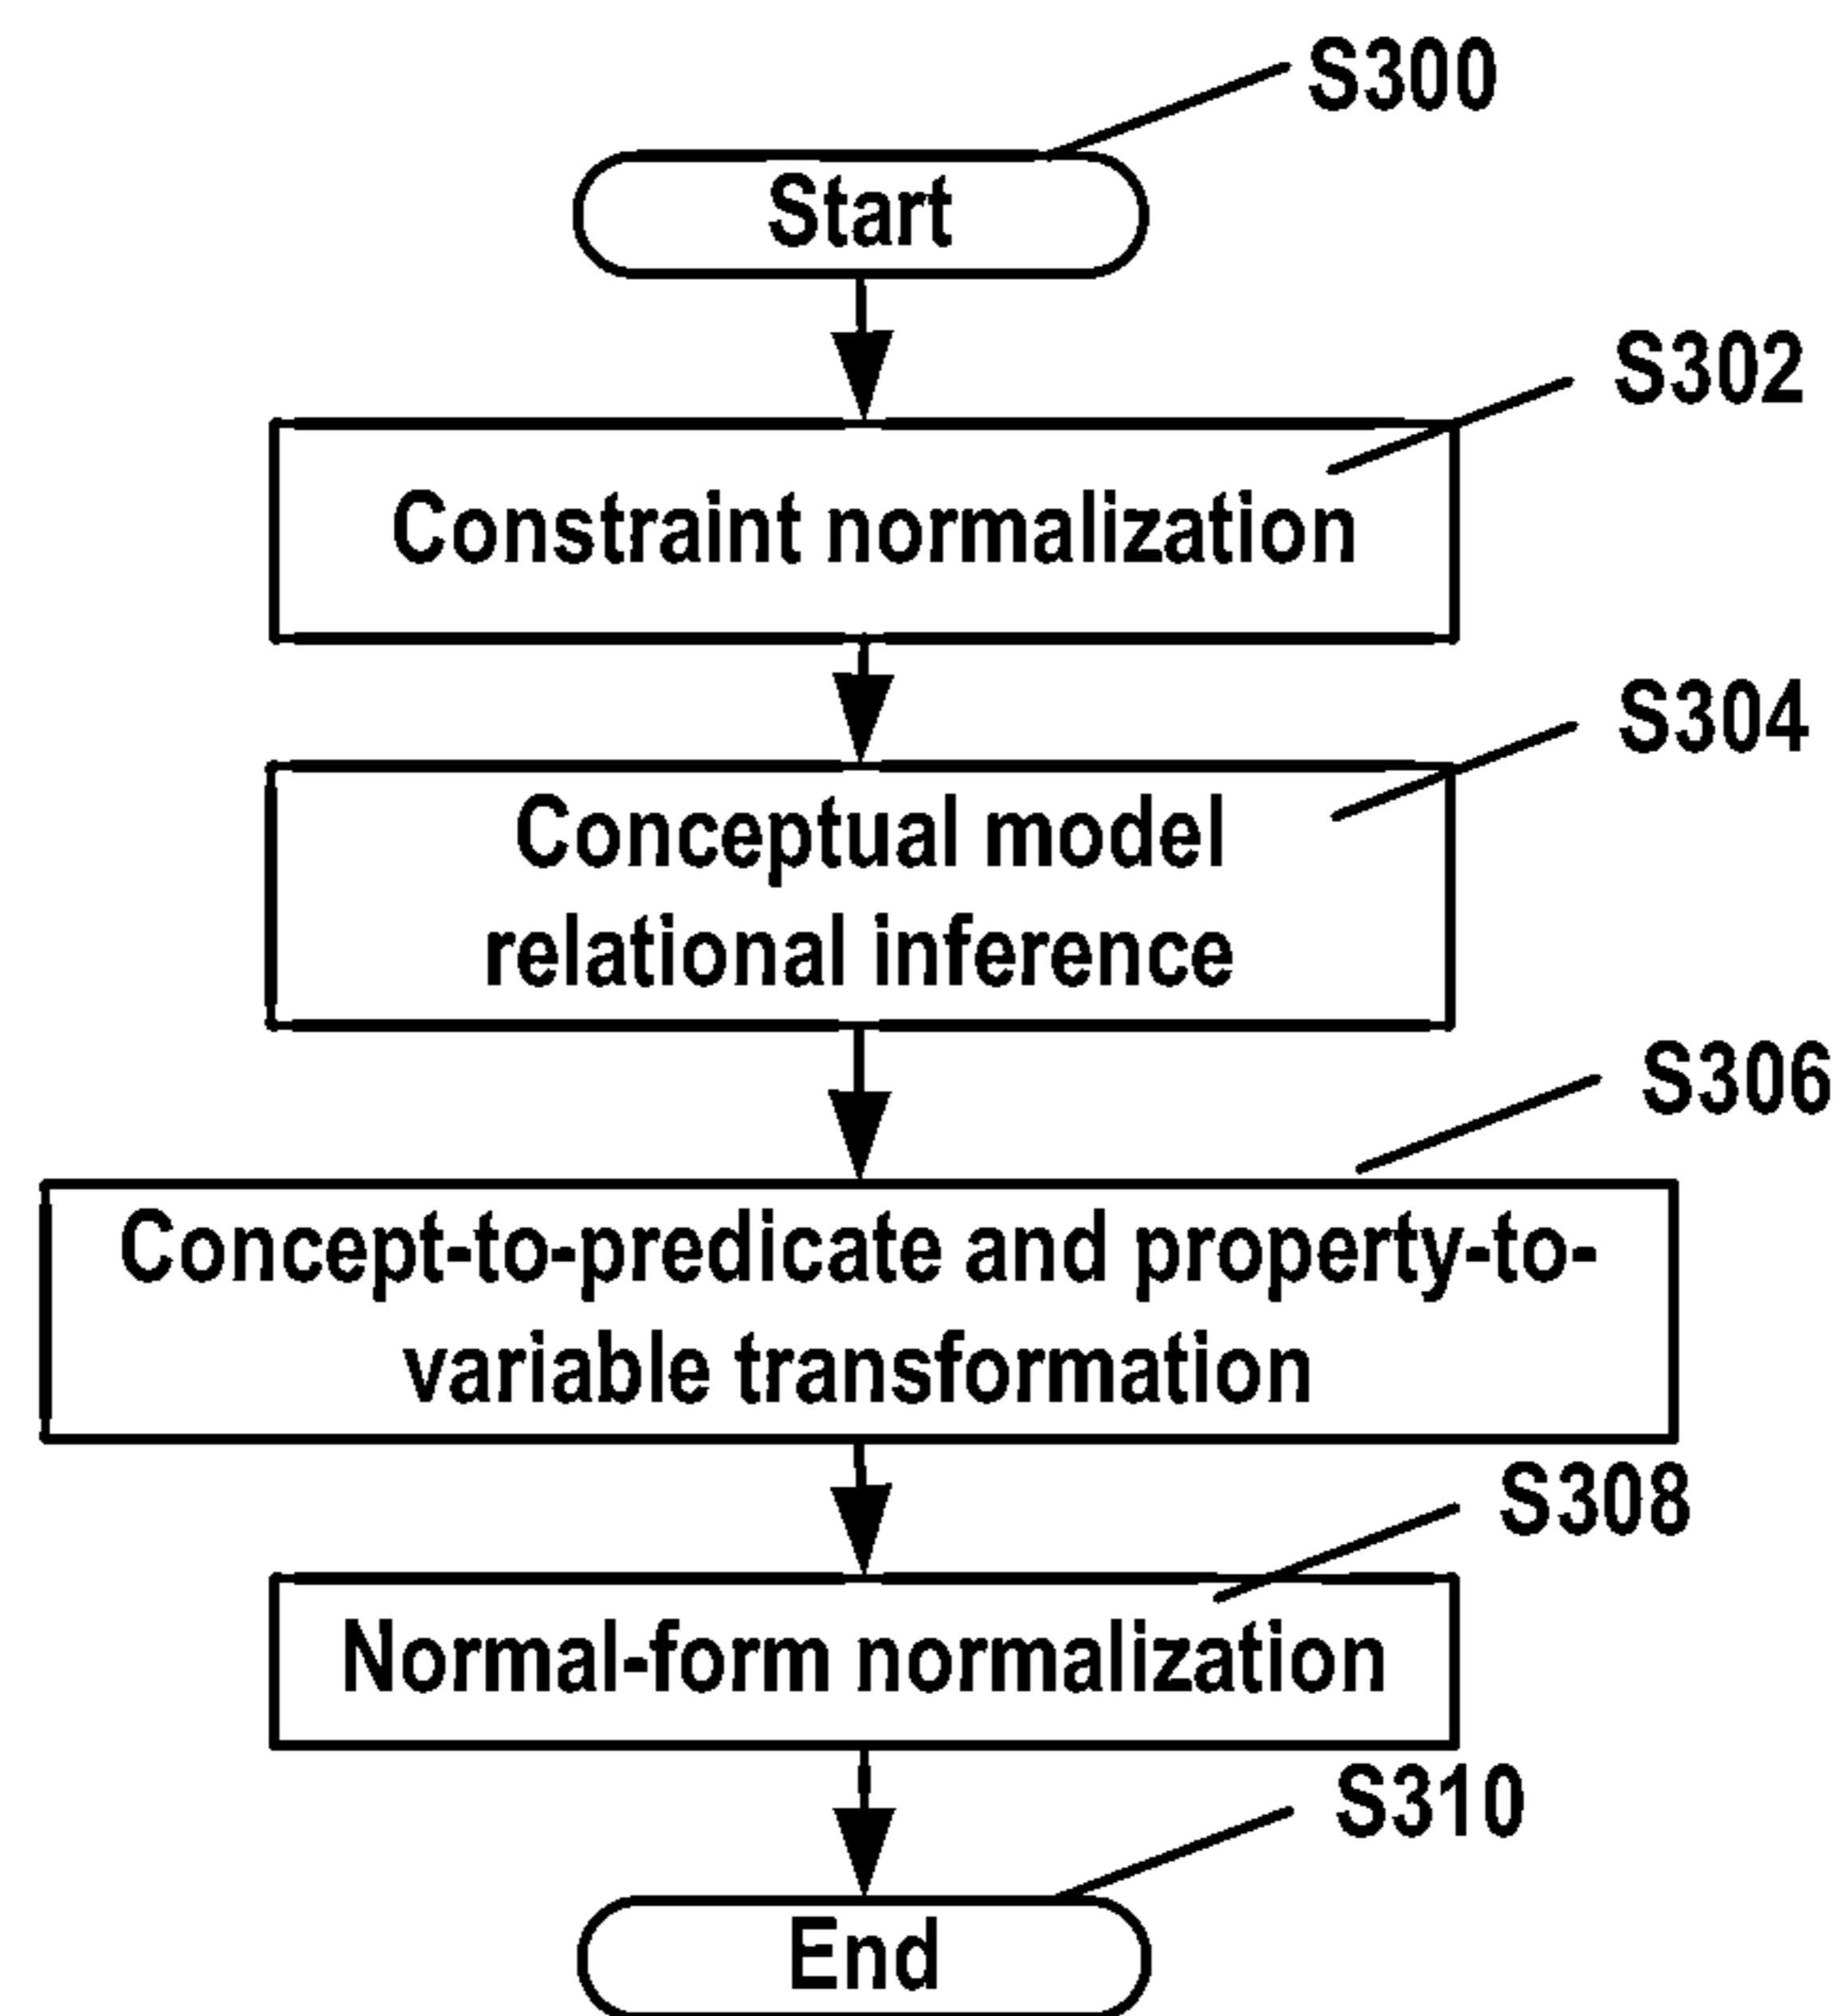 S300
Start
S302
Constraint normalization
S304
Conceptual model
relational inference
S306
Concept-to-predicate and property-to-
variable transformation
S308
Normal-form normalization
S310
End